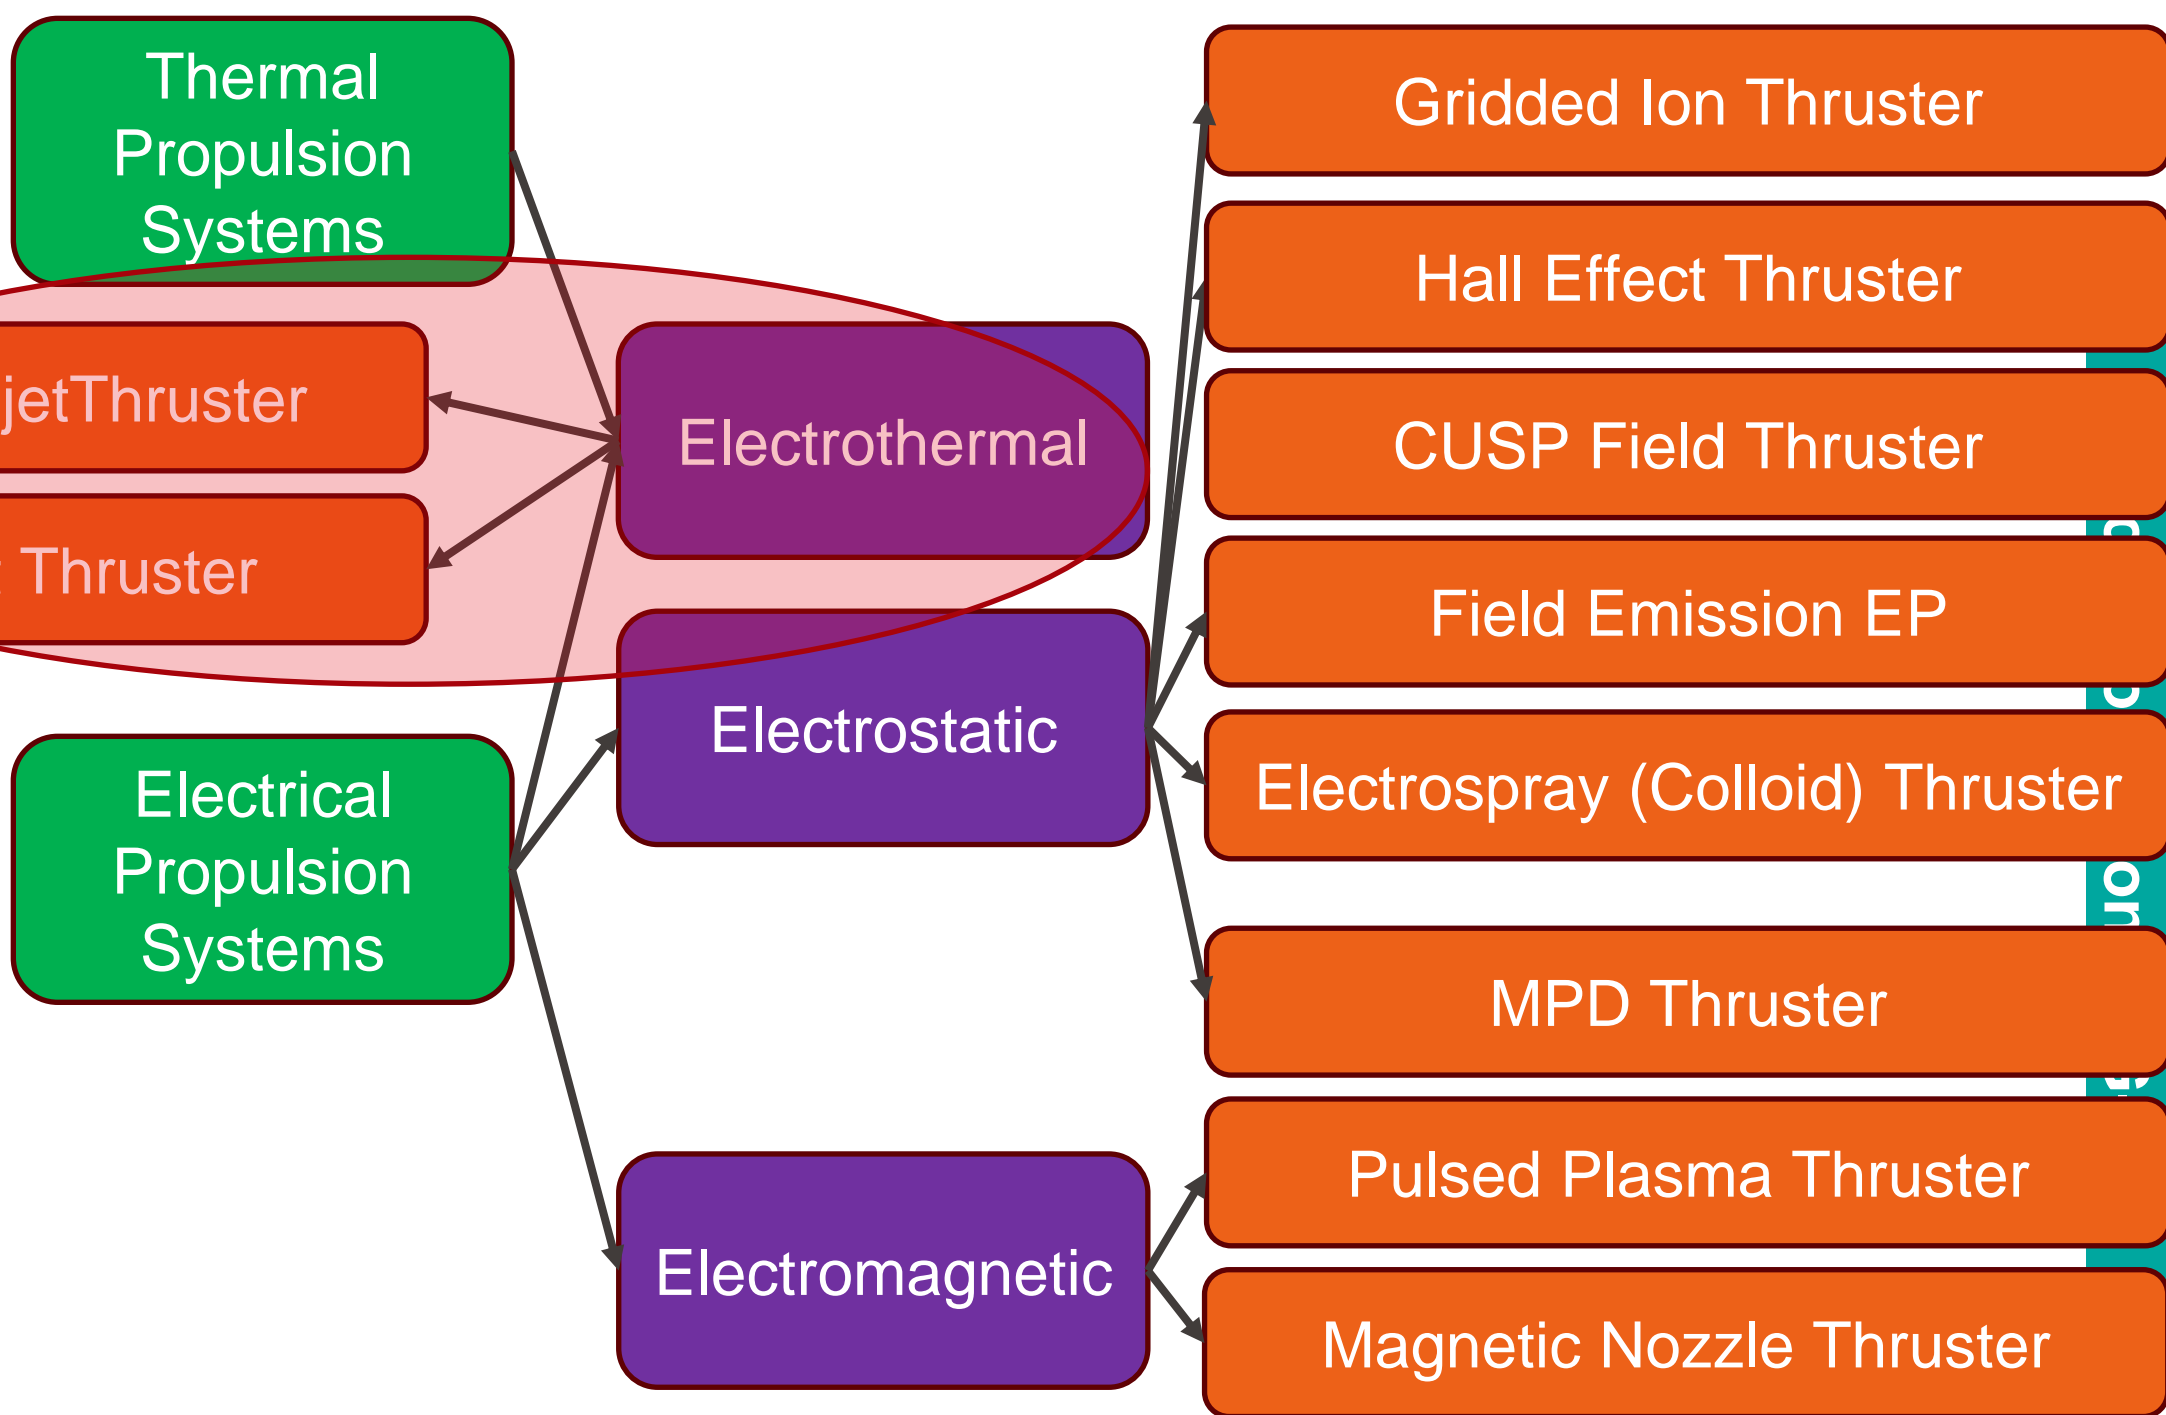 Thermal
Propulsion
Systems
jetThruster
Thruster
Electrical
Propulsion
Systems
Electrothermal
Electrostatic
Electromagnetic
Gridded Ion Thruster
Hall Effect Thruster
CUSP Field Thruster
Field Emission EP
Electrospray (Colloid) Thruster
MPD Thruster
Pulsed Plasma Thruster
Magnetic Nozzle Thruster